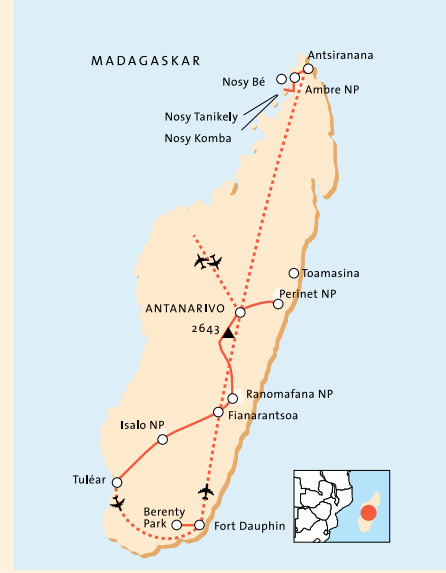 MADAGASKAR
Antsiranana
Nosy Bé
Ambre NP
Nosy Tanikely
Nosy Komba
Toamasina
Perinet NP
ANTANARIVO
2643
Ranomafana NP
Fianarantsoa
Isalo NP
Tuléar
Berenty
Park
Fort Dauphin